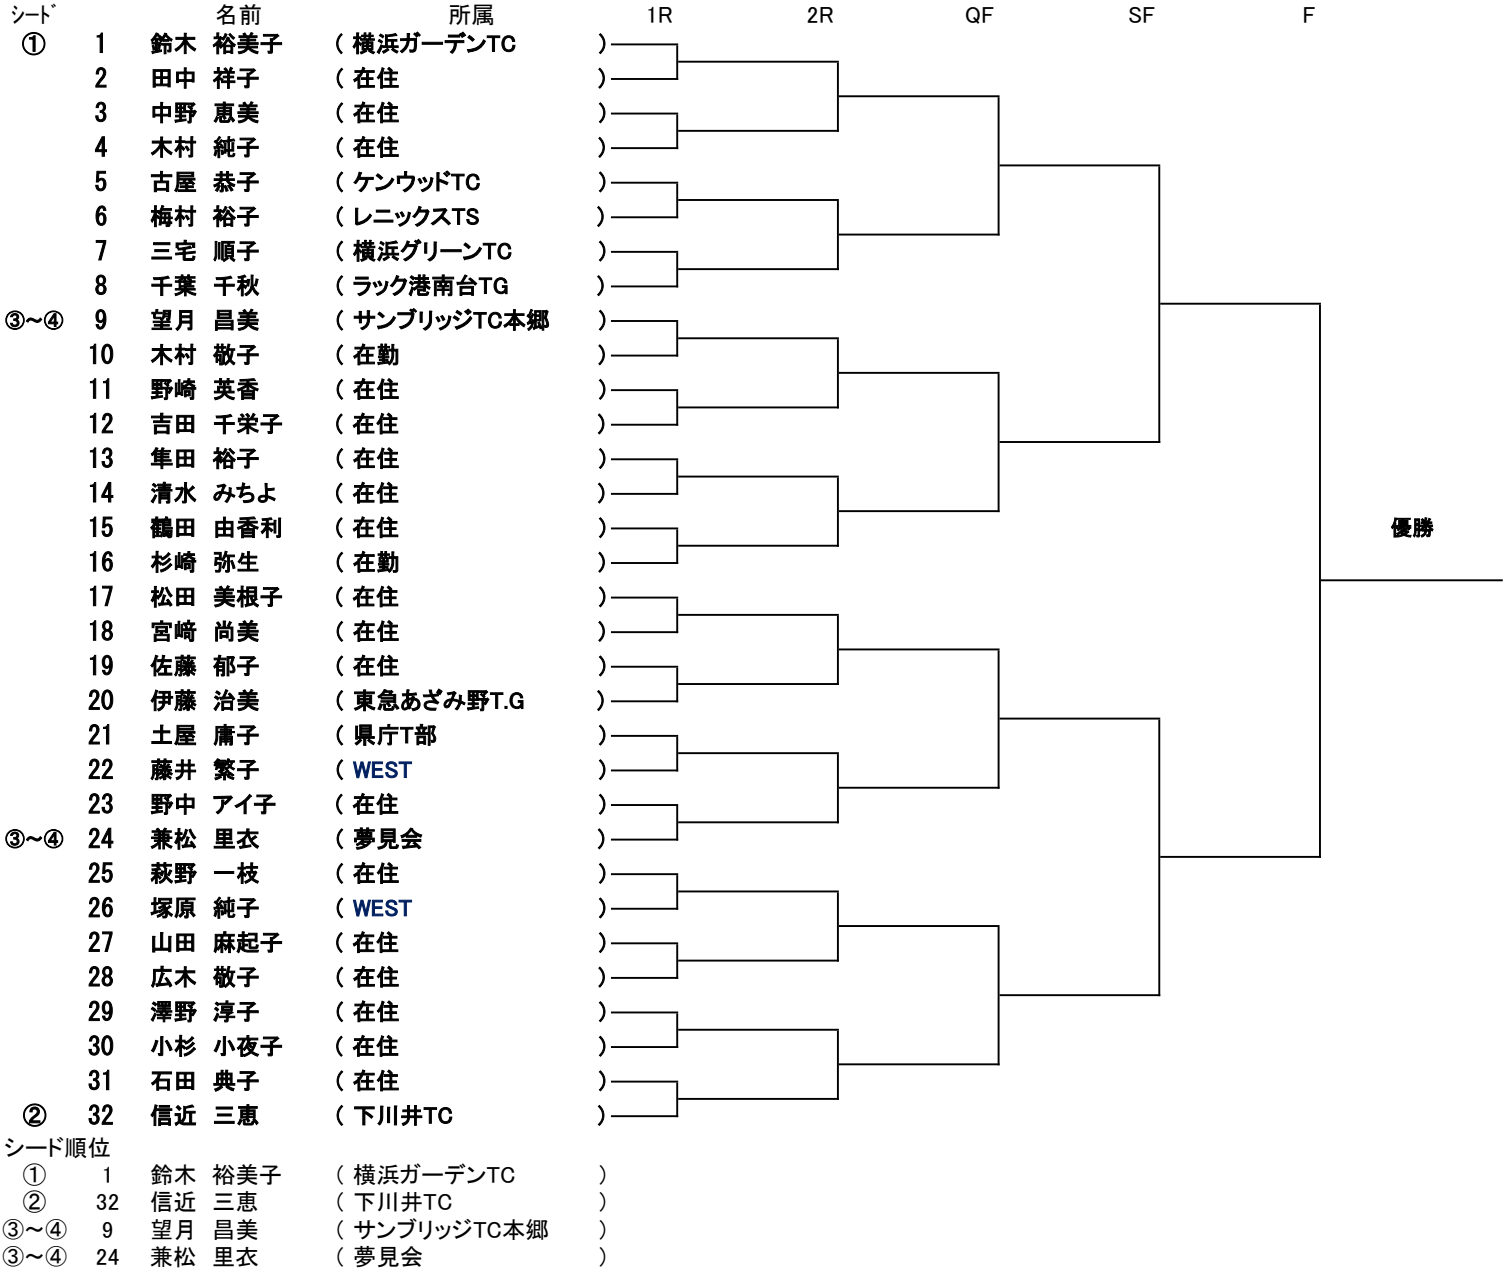 ｼｰﾄﾞ 名前 所属 1R 2R QF SF F
① 1 鈴木 裕美子 ( 横浜ガーデンTC )
2 田中 祥子 ( 在住 )
3 中野 恵美 ( 在住 )
4 木村 純子 ( 在住 )
5 古屋 恭子 ( ケンウッドTC )
6 梅村 裕子 ( レニックスTS )
7 三宅 順子 ( 横浜グリーンTC )
8 千葉 千秋 ( ラック港南台TG )
③～④ 9 望月 昌美 ( サンブリッジTC本郷 )
10 木村 敬子 ( 在勤 )
11 野崎 英香 ( 在住 )
12 吉田 千栄子 ( 在住 )
13 隼田 裕子 ( 在住 )
14 清水 みちよ ( 在住 )
15 鶴田 由香利 ( 在住 )
優勝
16 杉崎 弥生 ( 在勤 )
17 松田 美根子 ( 在住 )
18 宮﨑 尚美 ( 在住 )
19 佐藤 郁子 ( 在住 )
20 伊藤 治美 ( 東急あざみ野T.G )
21 土屋 庸子 ( 県庁T部 )
22 藤井 繁子 ( WEST )
23 野中 アイ子 ( 在住 )
③～④ 24 兼松 里衣 ( 夢見会 )
25 萩野 一枝 ( 在住 )
26 塚原 純子 ( WEST )
27 山田 麻起子 ( 在住 )
28 広木 敬子 ( 在住 )
29 澤野 淳子 ( 在住 )
30 小杉 小夜子 ( 在住 )
31 石田 典子 ( 在住 )
② 32 信近 三恵 ( 下川井TC )
シード順位
① 1 鈴木 裕美子 ( 横浜ガーデンTC )
② 32 信近 三恵 ( 下川井TC )
③～④ 9 望月 昌美 ( サンブリッジTC本郷 )
③～④ 24 兼松 里衣 ( 夢見会 )